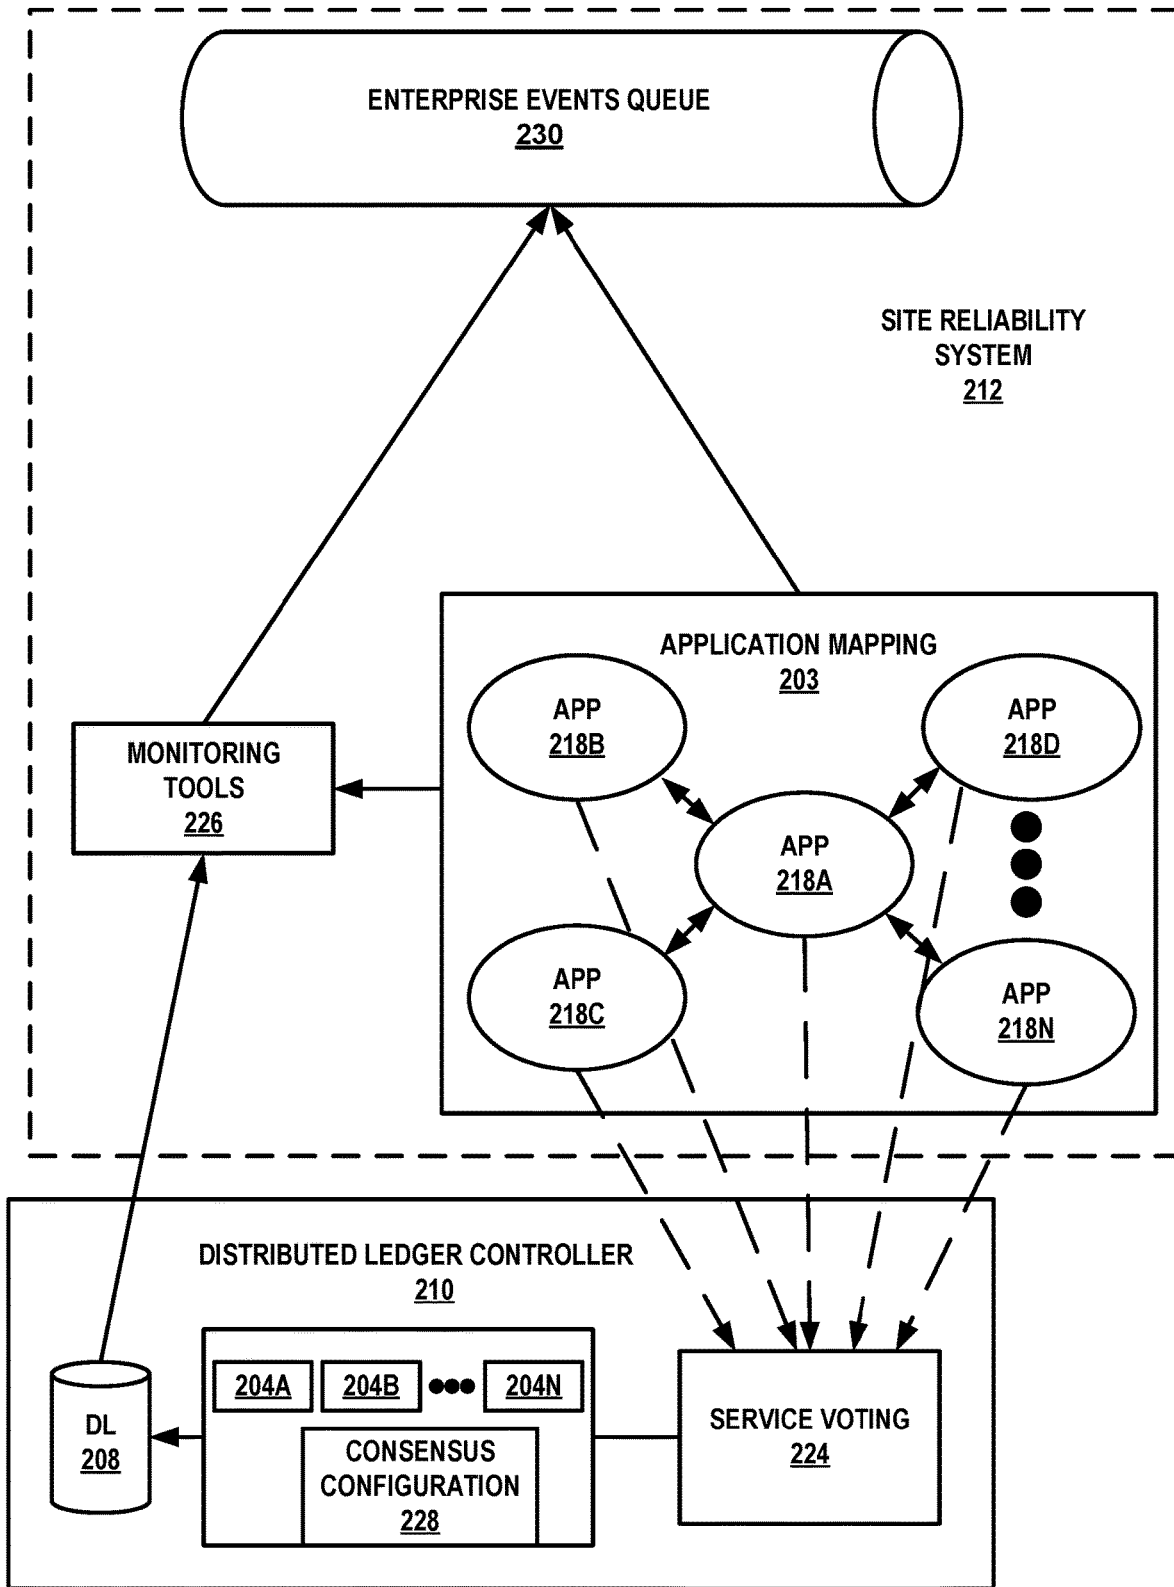 ENTERPRISE EVENTS QUEUE
230
SITE RELIABILITY
SYSTEM
212
APPLICATION MAPPING
203
APP
218B
APP
218D
MONITORING
TOOLS
226
APP
218A
APP
218C
APP
218N
DISTRIBUTED LEDGER CONTROLLER
210
204A
204B
204N
DL
208
CONSENSUS
CONFIGURATION
228
SERVICE VOTING
224